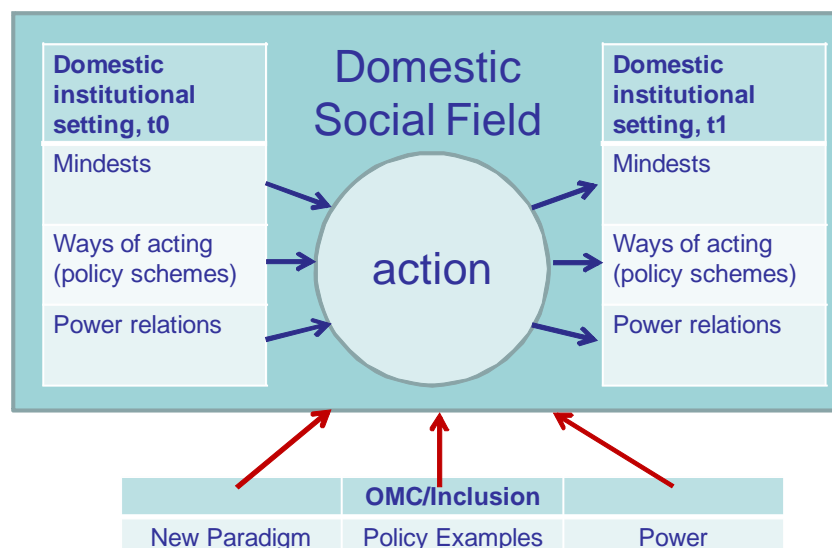 Domestic
institutional
setting, t0
Mindests
Ways of acting
(policy schemes)
Power relations
Domestic
Social Field
action
Domestic
institutional
setting, t1
Mindests
Ways of acting
(policy schemes)
Power relations
OMC/Inclusion
New Paradigm
Policy Examples
Power